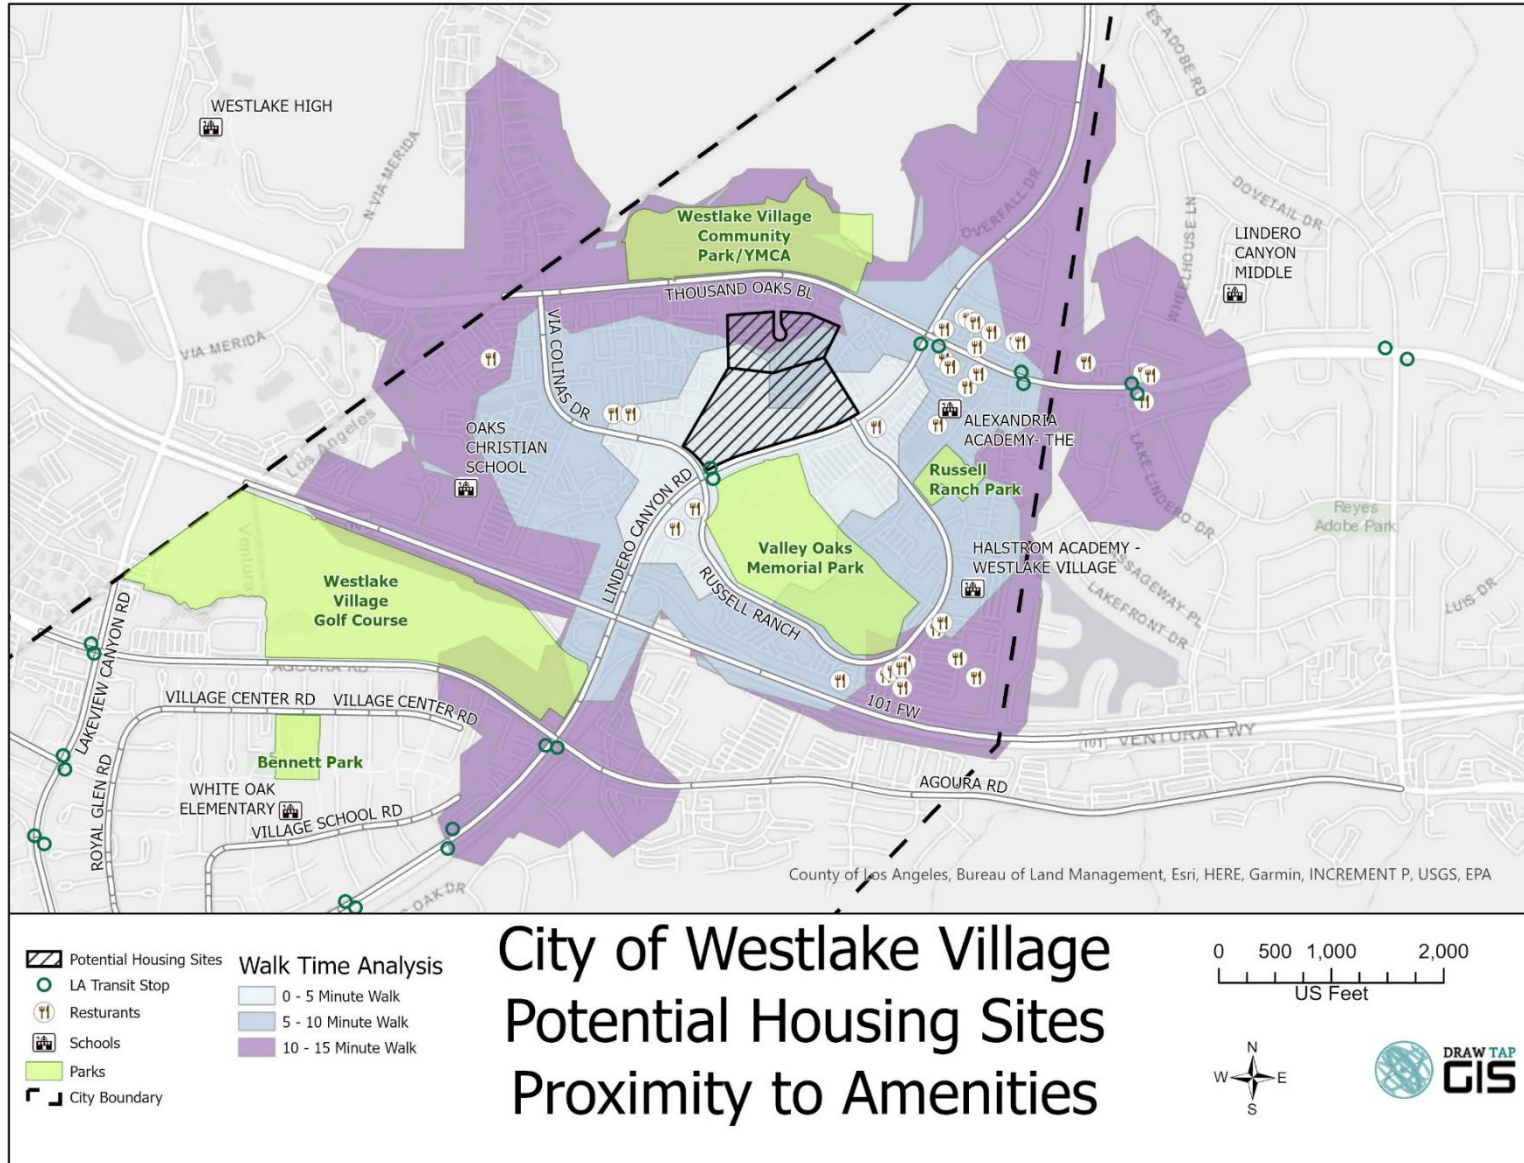 WESTLAKE HIGH
N VIA MERIDA
VIA MERIDA
Los Angeles
Ventura
OVERFALL DR
WHEELHOUSE LN
DOVETAIL DR
LINDERO
CANYON
MIDDLE
Westlake Village
Community
Park/YMCA
THOUSAND OAKS BL
VIA COLINAS DR
OAKS
CHRISTIAN
SCHOOL
ALEXANDRIA
ACADEMY- THE
Russell
Ranch Park
LAKE LINDERO DR
Reyes
Adobe Park
LINDERO CANYON RD
Valley Oaks
Memorial Park
RUSSELL RANCH
HALSTROM ACADEMY -
WESTLAKE VILLAGE
LAKEFRONT DR
LUIS DR
Westlake
Village
Golf Course
LAKEVIEW CANYON RD
AGOURA RD
VILLAGE CENTER RD
VILLAGE CENTER RD
101 FW
101
VENTURA FWY
Bennett Park
WHITE OAK
ELEMENTARY
ROYAL GLEN RD
VILLAGE SCHOOL RD
AGOURA RD
County of Los Angeles, Bureau of Land Management, Esri, HERE, Garmin, INCREMENT P, USGS, EPA
Potential Housing Sites
LA Transit Stop
Resturants
Schools
Parks
City Boundary
Walk Time Analysis
0 - 5 Minute Walk
5 - 10 Minute Walk
10 - 15 Minute Walk
City of Westlake Village
Potential Housing Sites
Proximity to Amenities
0 500 1,000 2,000
US Feet
N
W E
S
DRAW TAP
GIS